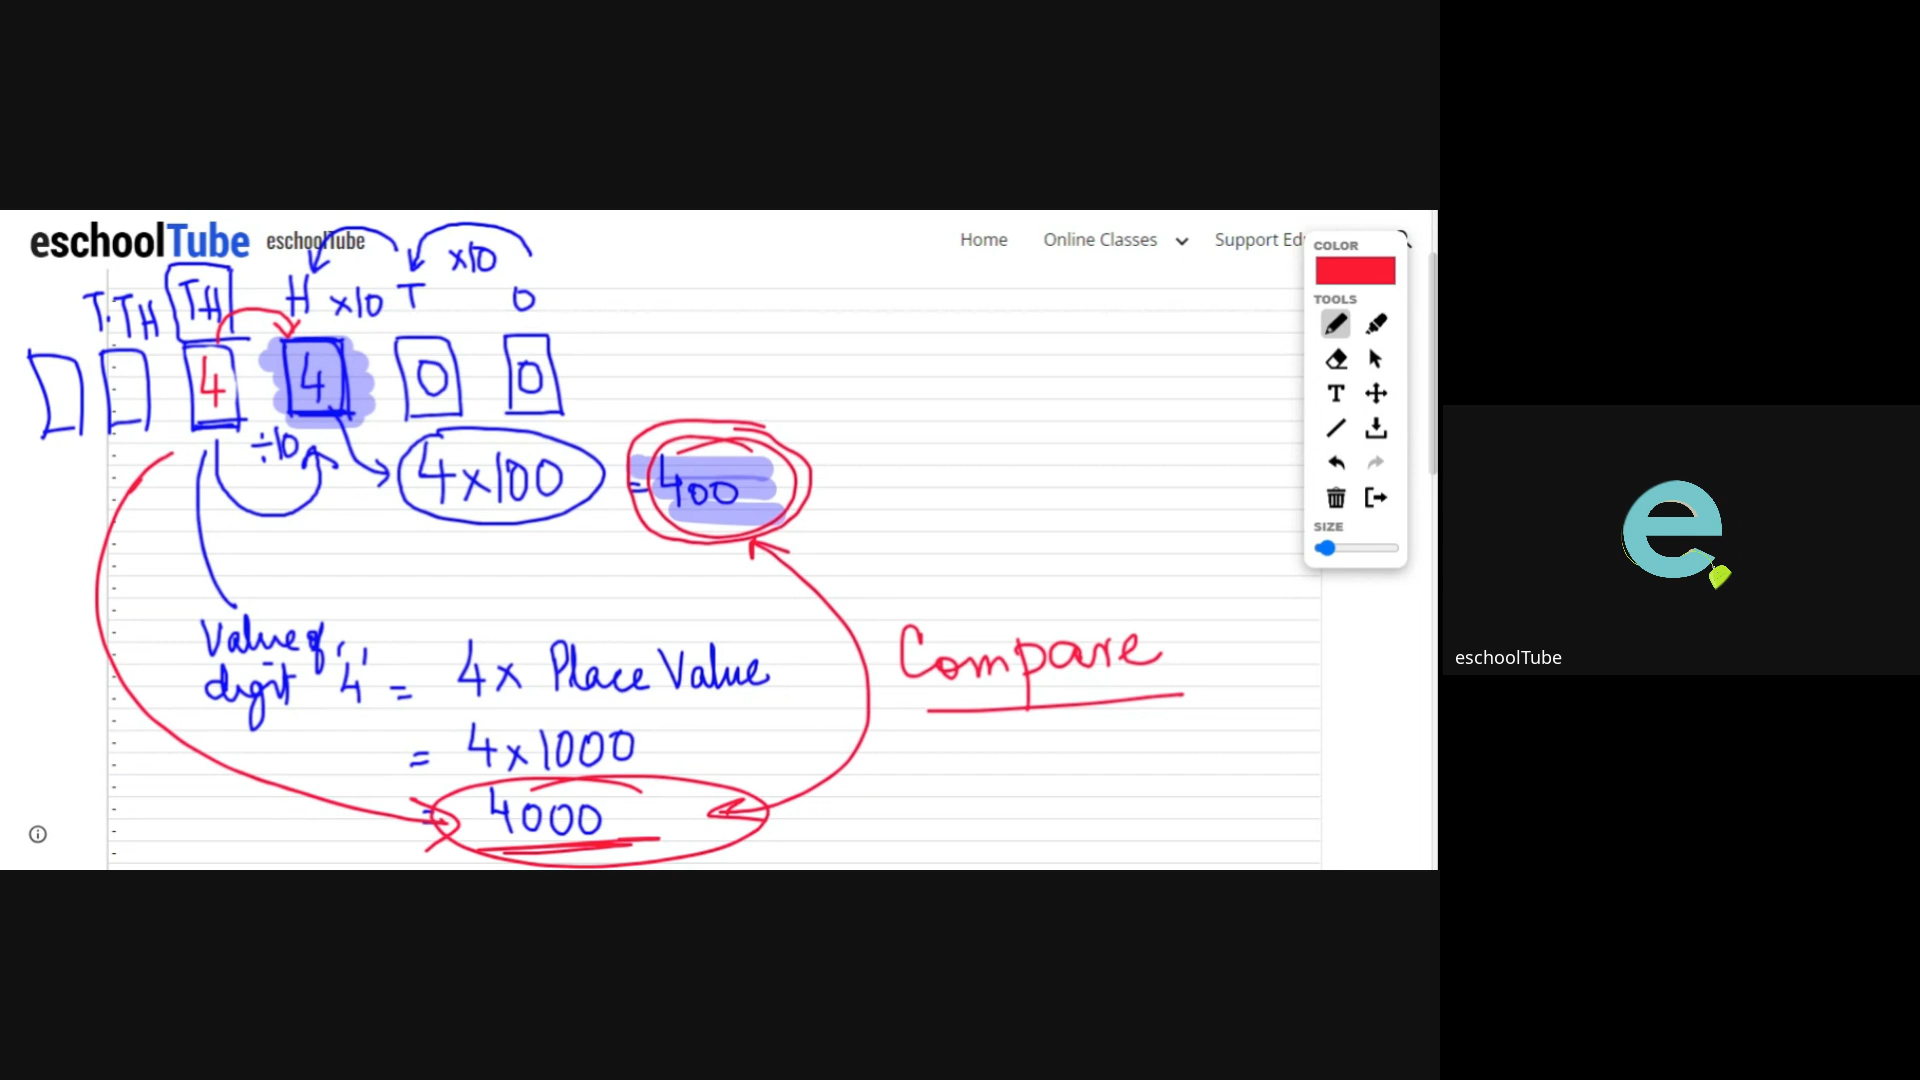 eschoolTube eschoolTube
Home Online Classes Support Ed
x10
T.TH TH H x10 T O
4 4 0 0
÷10
4x100 = 400
Value of
digit '4' = 4x Place Value
= 4x1000
= 4000
Compare
COLOR
TOOLS
T
SIZE
eschoolTube